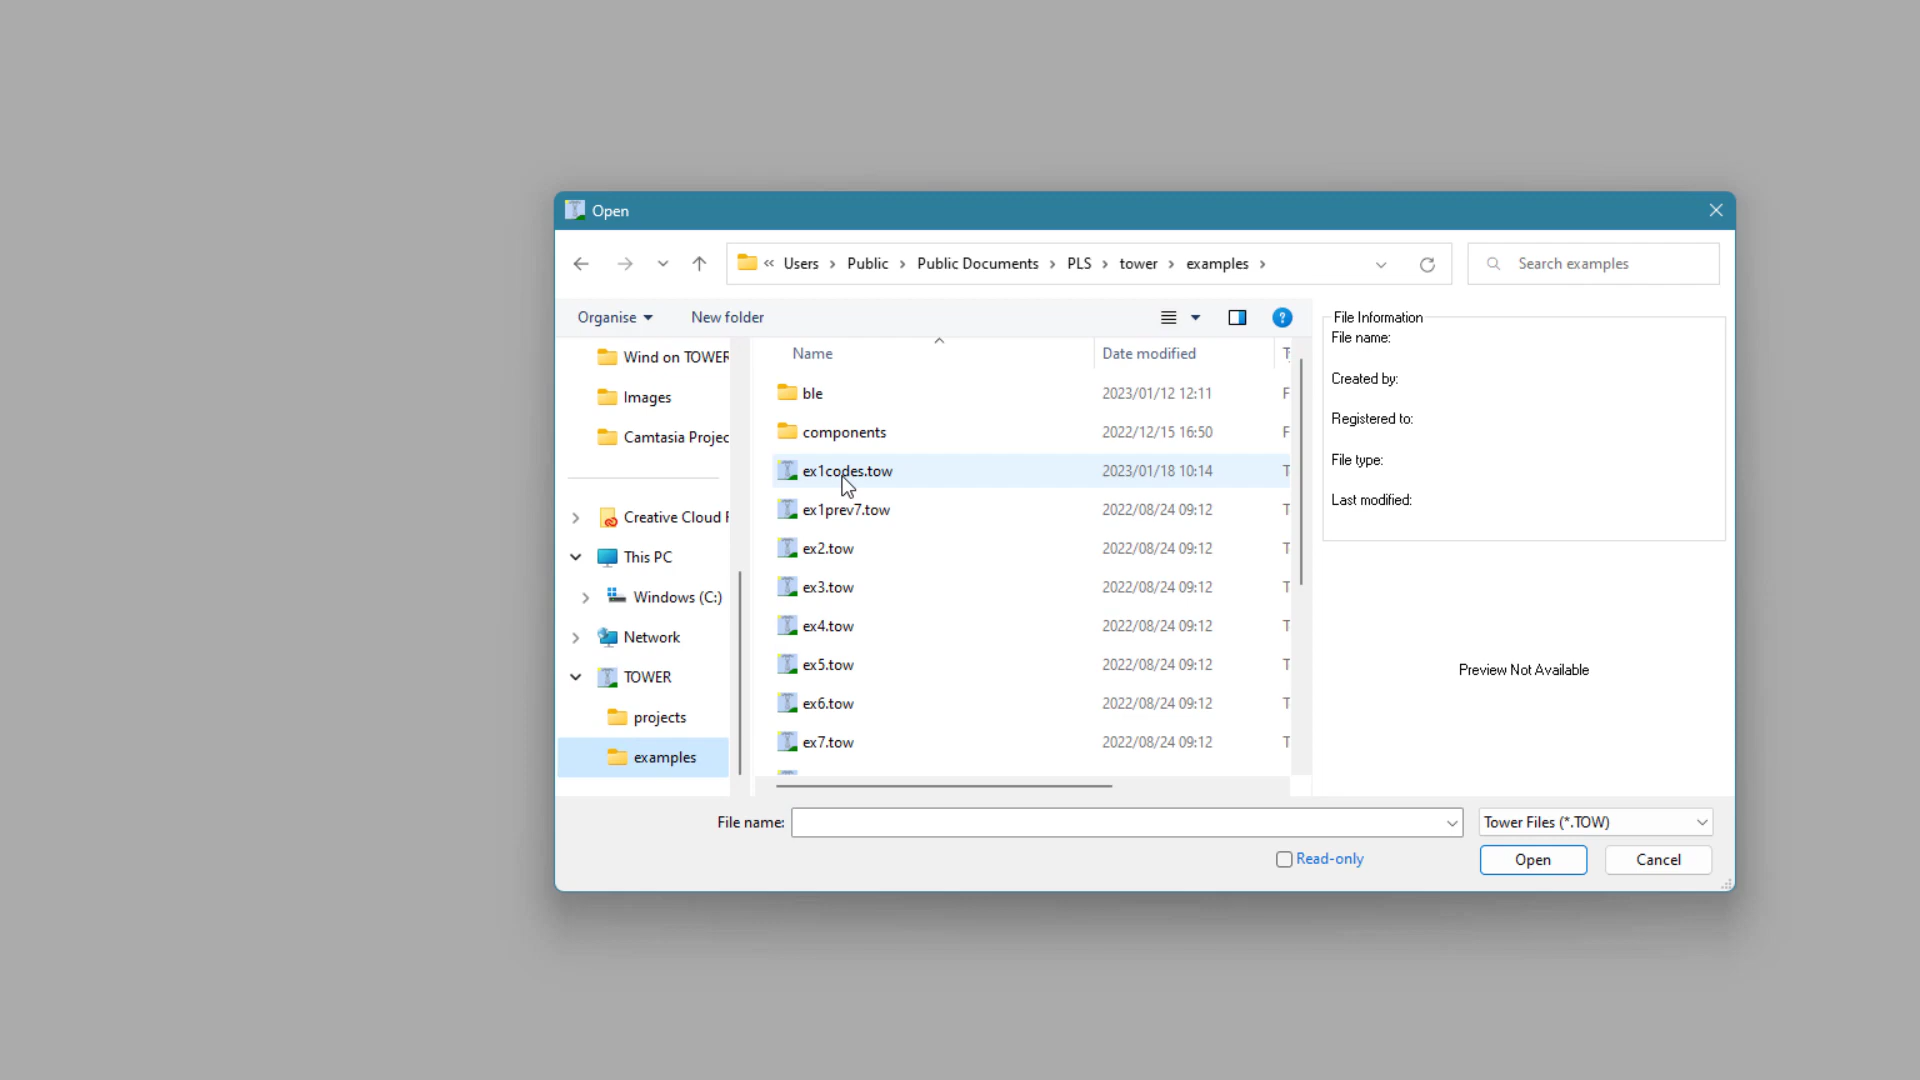 Open
« Users › Public › Public Documents › PLS › tower › examples ›
Search examples
Organise
New folder
Wind on TOWER
Images
Camtasia Projec
Creative Cloud F
This PC
Windows (C:)
Network
TOWER
projects
examples
Name Date modified T
ble 2023/01/12 12:11 F
components 2022/12/15 16:50 F
ex1codes.tow 2023/01/18 10:14 T
ex1prev7.tow 2022/08/24 09:12 T
ex2.tow 2022/08/24 09:12 T
ex3.tow 2022/08/24 09:12 T
ex4.tow 2022/08/24 09:12 T
ex5.tow 2022/08/24 09:12 T
ex6.tow 2022/08/24 09:12 T
ex7.tow 2022/08/24 09:12 T
File Information
File name:
Created by:
Registered to:
File type:
Last modified:
Preview Not Available
File name:
Tower Files (*.TOW)
Read-only
Open
Cancel